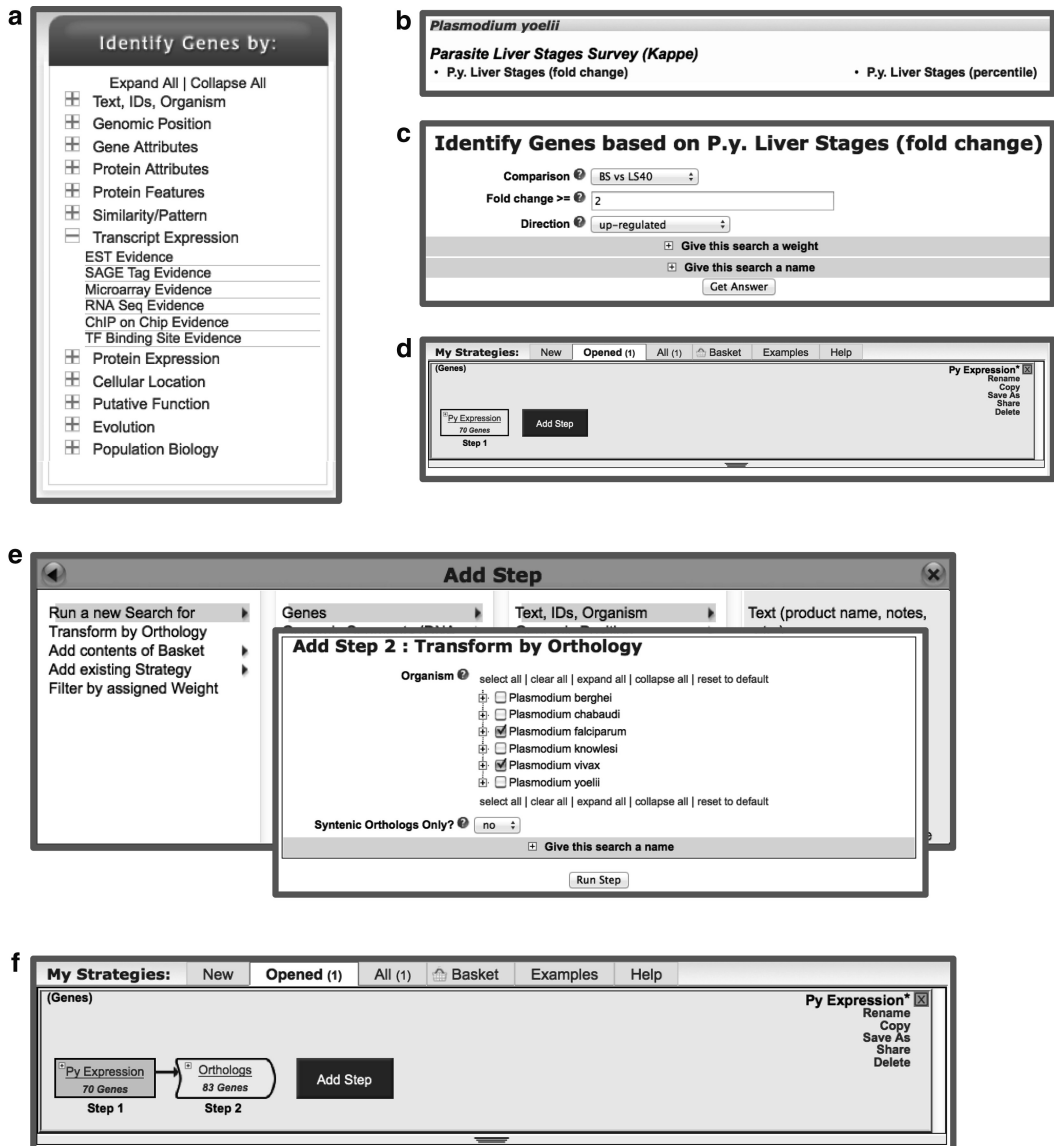 a
Identify Genes by:
Expand All | Collapse All
Text, IDs, Organism
Genomic Position
Gene Attributes
Protein Attributes
Protein Features
Similarity/Pattern
Transcript Expression
EST Evidence
SAGE Tag Evidence
Microarray Evidence
RNA Seq Evidence
ChIP on Chip Evidence
TF Binding Site Evidence
Protein Expression
Cellular Location
Putative Function
Evolution
Population Biology
b
Plasmodium yoelii
Parasite Liver Stages Survey (Kappe)
• P.y. Liver Stages (fold change) • P.y. Liver Stages (percentile)
c
Identify Genes based on P.y. Liver Stages (fold change)
Comparison ? BS vs LS40
Fold change >= ? 2
Direction ? up-regulated
Give this search a weight
Give this search a name
Get Answer
d
My Strategies: New Opened (1) All (1) Basket Examples Help
(Genes) Py Expression* X
Rename
Copy
Save As
Share
Delete
Py Expression
70 Genes
Add Step
Step 1
e
Add Step
Run a new Search for Genes Text, IDs, Organism Text (product name, notes,
Transform by Orthology
Add contents of Basket
Add existing Strategy
Filter by assigned Weight
Add Step 2 : Transform by Orthology
Organism ? select all | clear all | expand all | collapse all | reset to default
Plasmodium berghei
Plasmodium chabaudi
Plasmodium falciparum
Plasmodium knowlesi
Plasmodium vivax
Plasmodium yoelii
select all | clear all | expand all | collapse all | reset to default
Syntenic Orthologs Only? ? no
Give this search a name
Run Step
f
My Strategies: New Opened (1) All (1) Basket Examples Help
(Genes) Py Expression* X
Rename
Copy
Save As
Share
Delete
Py Expression Orthologs
70 Genes 83 Genes
Add Step
Step 1 Step 2